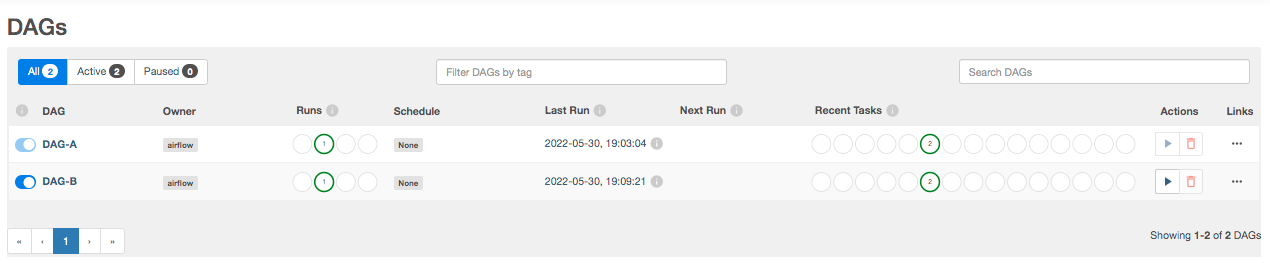 DAGs
All 2 Active 2 Paused 0 Filter DAGs by tag Search DAGs
i DAG Owner Runs i Schedule Last Run i Next Run i Recent Tasks i Actions Links
DAG-A airflow 1 None 2022-05-30, 19:03:04 i 2 ...
DAG-B airflow 1 None 2022-05-30, 19:09:21 i 2 ...
« ‹ 1 › » Showing 1-2 of 2 DAGs